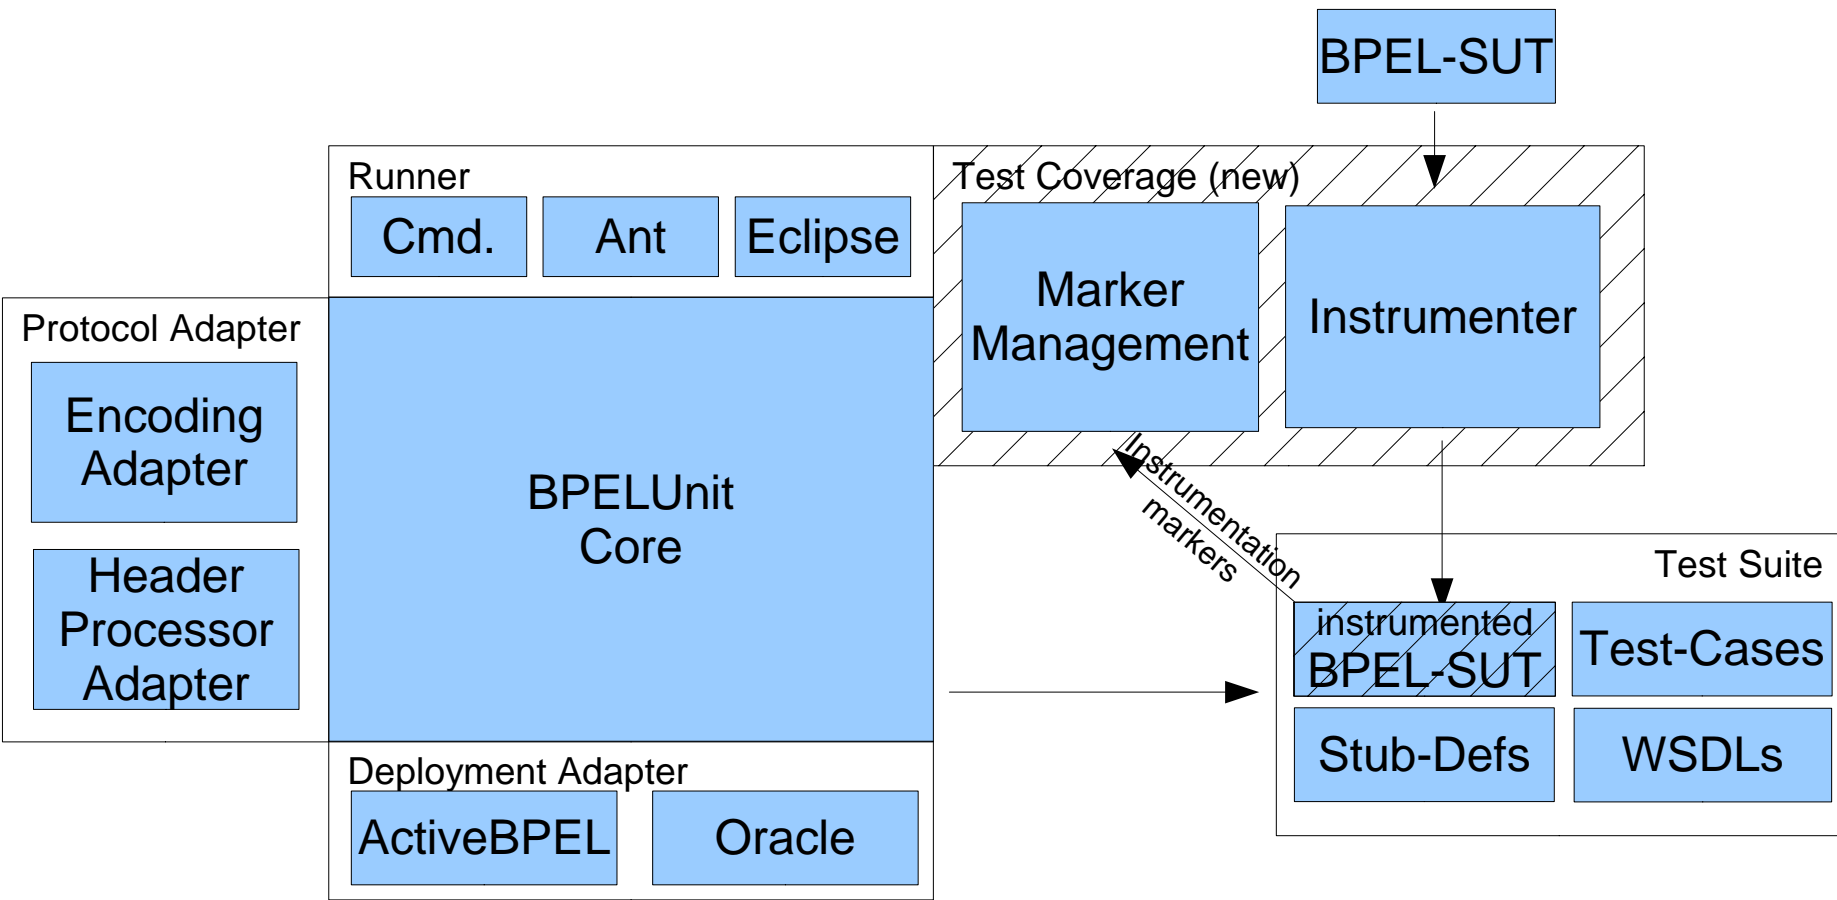 BPEL-SUT
Runner
Cmd.
Ant
Eclipse
Test Coverage (new)
Marker
Management
Instrumenter
Protocol Adapter
Encoding
Adapter
Header
Processor
Adapter
BPELUnit
Core
Instrumentation
markers
Test Suite
instrumented
BPEL-SUT
Test-Cases
Stub-Defs
WSDLs
Deployment Adapter
ActiveBPEL
Oracle